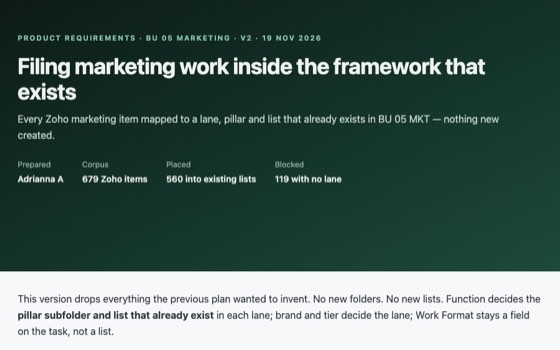 PRODUCT REQUIREMENTS · BU 05 MARKETING · V2 · 19 NOV 2026
Filing marketing work inside the framework that
exists
Every Zoho marketing item mapped to a lane, pillar and list that already exists in BU 05 MKT — nothing new
created.
Prepared Corpus Placed Blocked
Adrianna A 679 Zoho items 560 into existing lists 119 with no lane
This version drops everything the previous plan wanted to invent. No new folders. No new lists. Function decides the
pillar subfolder and list that already exist in each lane; brand and tier decide the lane; Work Format stays a field
on the task, not a list.